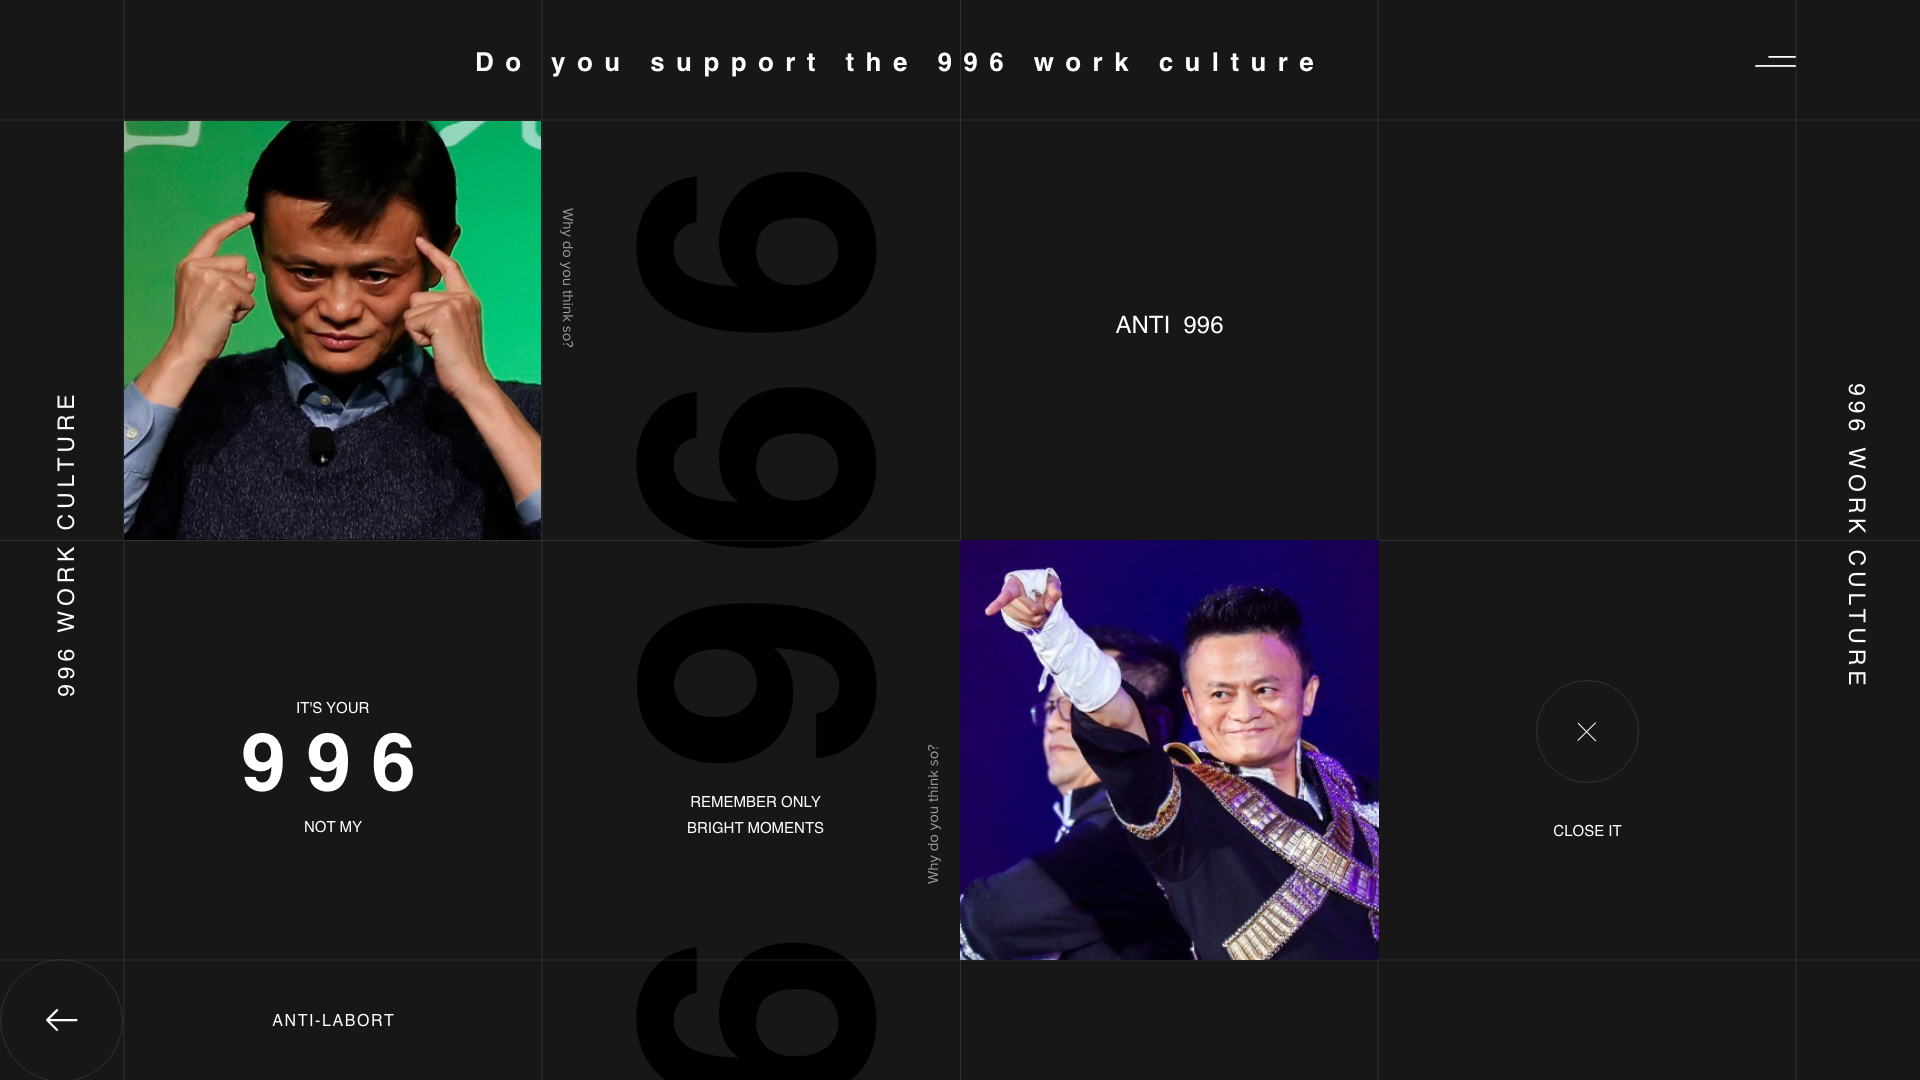 Do you support the 996 work culture
996 WORK CULTURE
Why do you think so?
996
ANTI 996
996 WORK CULTURE
IT'S YOUR
996
NOT MY
REMEMBER ONLY
BRIGHT MOMENTS
Why do you think so?
CLOSE IT
ANTI-LABORT
9